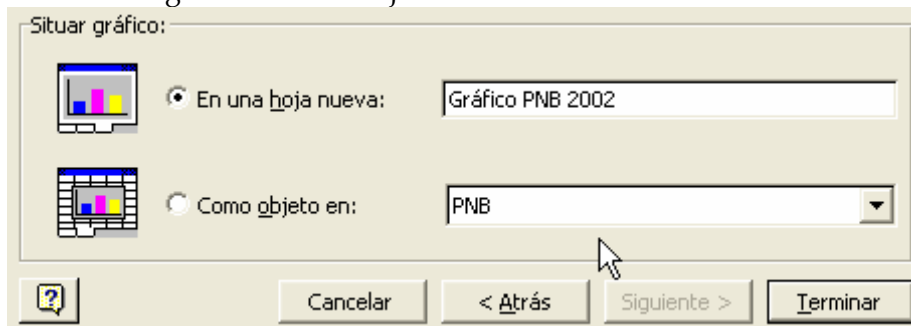 Situar gráfico:
En una hoja nueva: Gráfico PNB 2002
Como objeto en: PNB
? Cancelar < Atrás Siguiente > Terminar